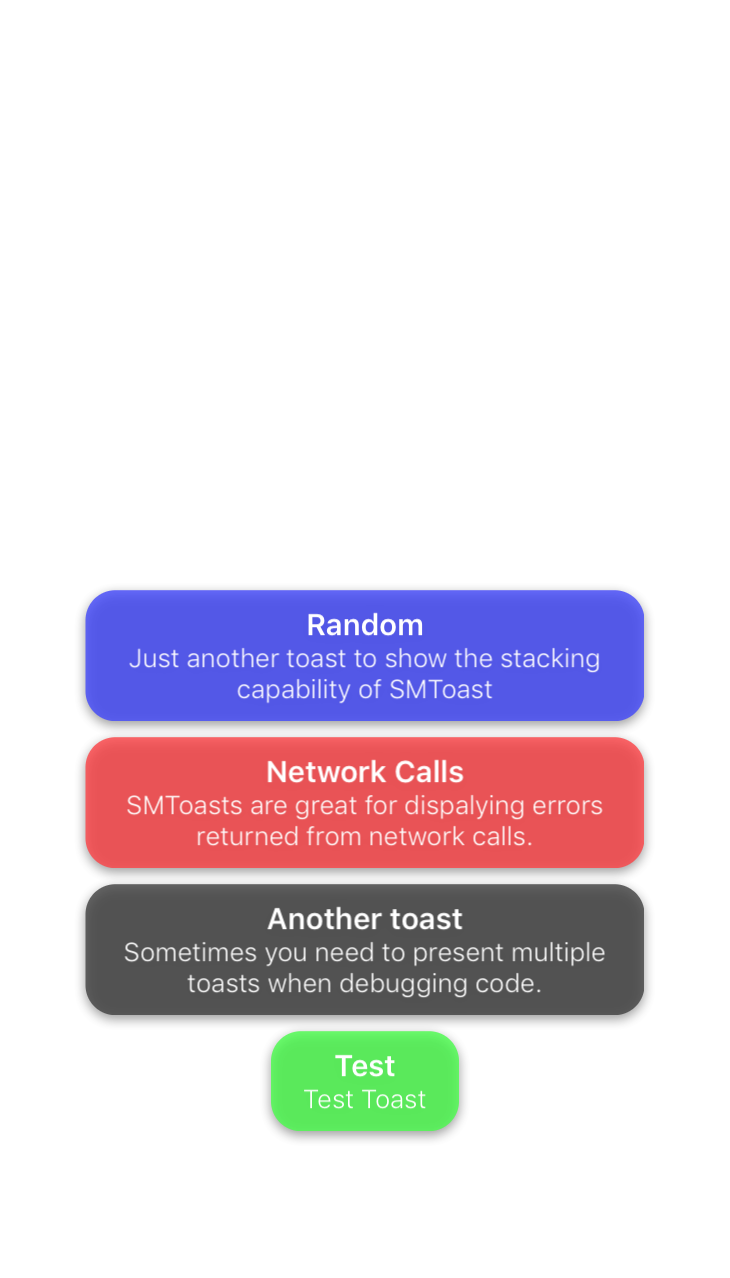 Random
Just another toast to show the stacking
capability of SMToast
Network Calls
SMToasts are great for dispalying errors
returned from network calls.
Another toast
Sometimes you need to present multiple
toasts when debugging code.
Test
Test Toast